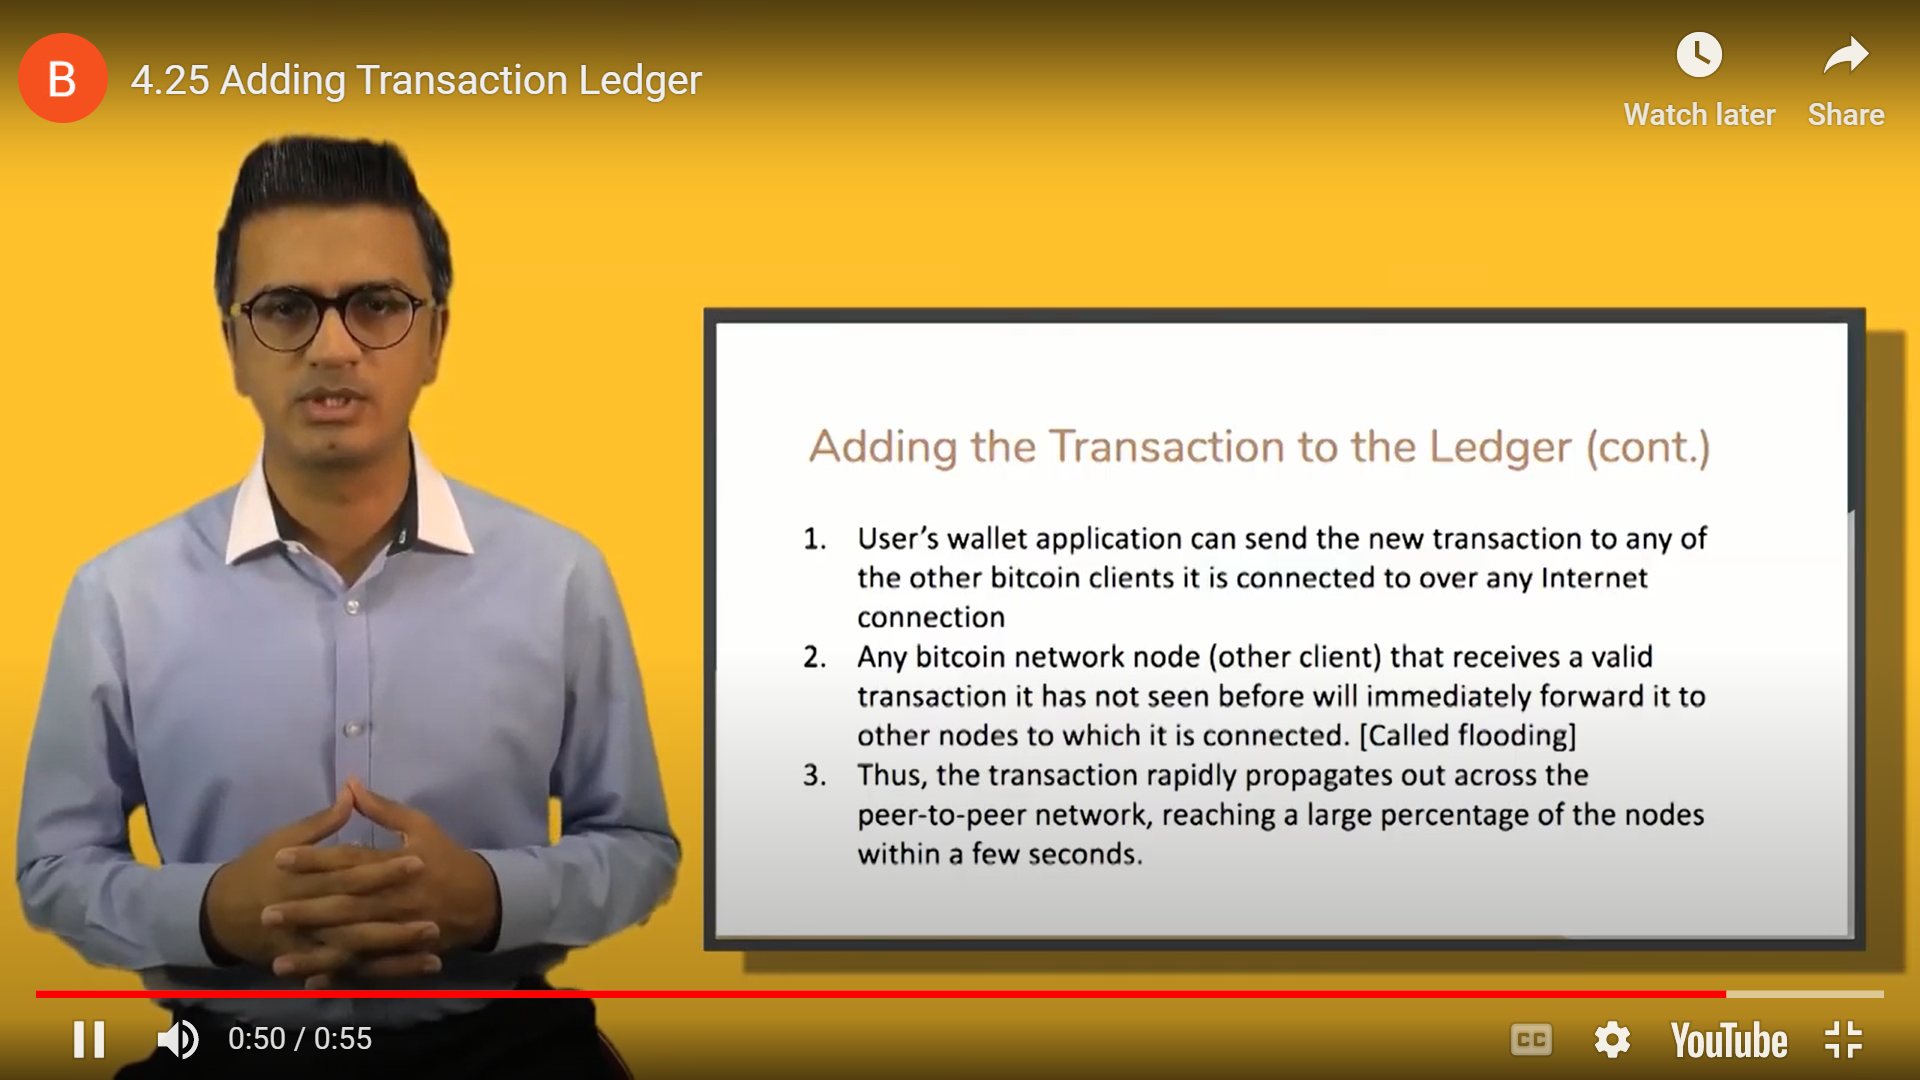 B
4.25 Adding Transaction Ledger
Watch later
Share
Adding the Transaction to the Ledger (cont.)
1. User's wallet application can send the new transaction to any of
the other bitcoin clients it is connected to over any Internet
connection
2. Any bitcoin network node (other client) that receives a valid
transaction it has not seen before will immediately forward it to
other nodes to which it is connected. [Called flooding]
3. Thus, the transaction rapidly propagates out across the
peer-to-peer network, reaching a large percentage of the nodes
within a few seconds.
0:50 / 0:55
CC
YouTube